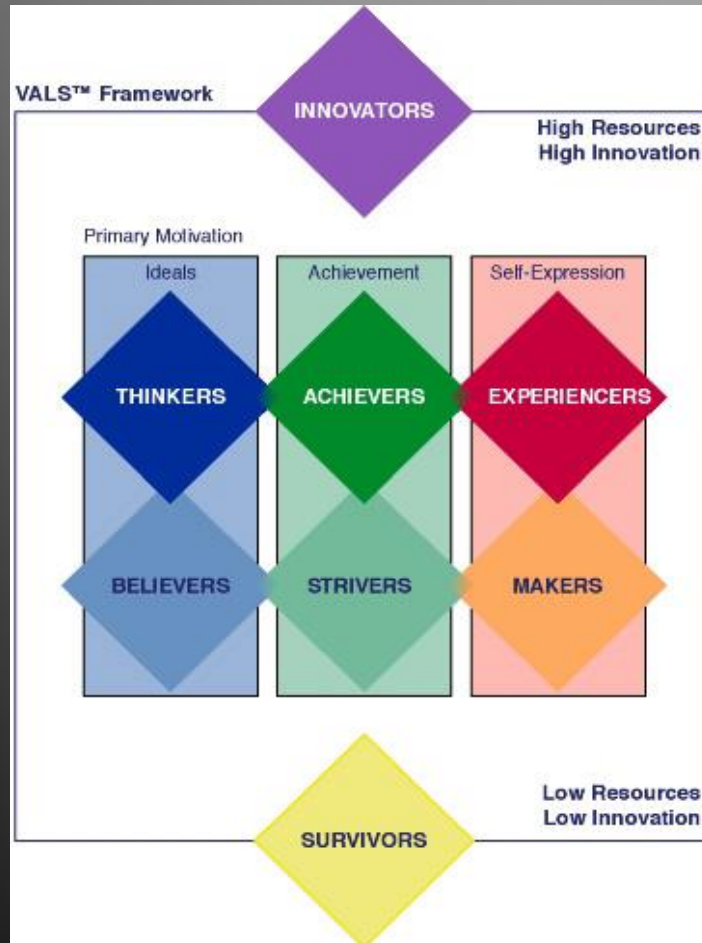 VALS™ Framework
INNOVATORS
High Resources
High Innovation
Primary Motivation
Ideals
Achievement
Self-Expression
THINKERS
ACHIEVERS
EXPERIENCERS
BELIEVERS
STRIVERS
MAKERS
Low Resources
Low Innovation
SURVIVORS